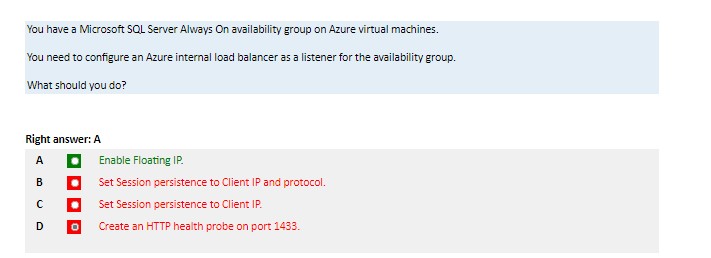 You have a Microsoft SQL Server Always On availability group on Azure virtual machines.
You need to configure an Azure internal load balancer as a listener for the availability group.
What should you do?
Right answer: A
A Enable Floating IP.
B Set Session persistence to Client IP and protocol.
C Set Session persistence to Client IP.
D Create an HTTP health probe on port 1433.